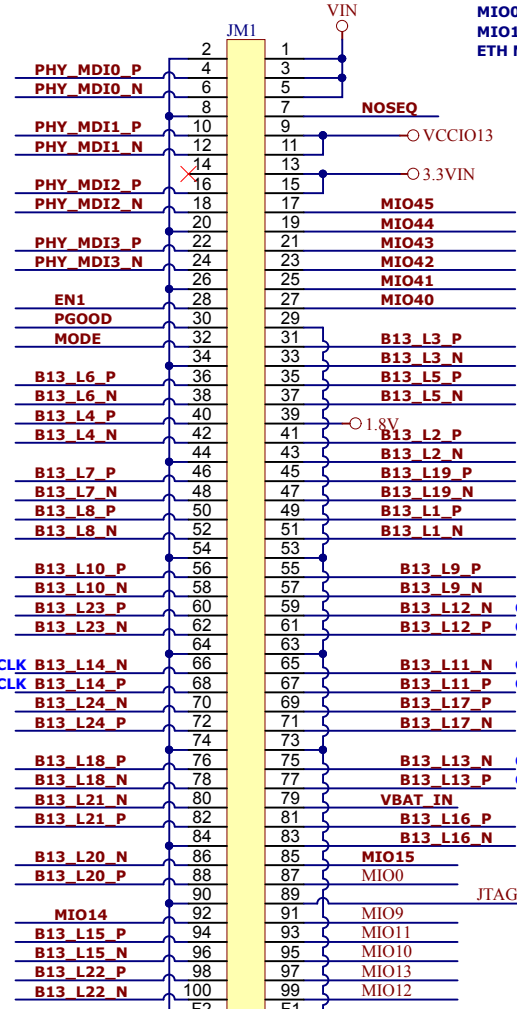 VIN
MIO0
MIO1
ETH
JM1
2 1
PHY_MDI0_P 4 3
PHY_MDI0_N 6 5
8 7 NOSEQ
PHY_MDI1_P 10 9 VCCIO13
PHY_MDI1_N 12 11
14 13 3.3VIN
PHY_MDI2_P 16 15
PHY_MDI2_N 18 17 MIO45
20 19 MIO44
PHY_MDI3_P 22 21 MIO43
PHY_MDI3_N 24 23 MIO42
26 25 MIO41
EN1 28 27 MIO40
PGOOD 30 29
MODE 32 31 B13_L3_P
34 33 B13_L3_N
B13_L6_P 36 35 B13_L5_P
B13_L6_N 38 37 B13_L5_N
B13_L4_P 40 39 1.8V
B13_L4_N 42 41 B13_L2_P
44 43 B13_L2_N
B13_L7_P 46 45 B13_L19_P
B13_L7_N 48 47 B13_L19_N
B13_L8_P 50 49 B13_L1_P
B13_L8_N 52 51 B13_L1_N
54 53
B13_L10_P 56 55 B13_L9_P
B13_L10_N 58 57 B13_L9_N
B13_L23_P 60 59 B13_L12_N
B13_L23_N 62 61 B13_L12_P
64 63
CLK B13_L14_N 66 65 B13_L11_N
CLK B13_L14_P 68 67 B13_L11_P
B13_L24_N 70 69 B13_L17_P
B13_L24_P 72 71 B13_L17_N
74 73
B13_L18_P 76 75 B13_L13_N
B13_L18_N 78 77 B13_L13_P
B13_L21_N 80 79 VBAT_IN
B13_L21_P 82 81 B13_L16_P
84 83 B13_L16_N
B13_L20_N 86 85 MIO15
B13_L20_P 88 87 MIO0
90 89 JTAG
MIO14 92 91 MIO9
B13_L15_P 94 93 MIO11
B13_L15_N 96 95 MIO10
B13_L22_P 98 97 MIO13
B13_L22_N 100 99 MIO12